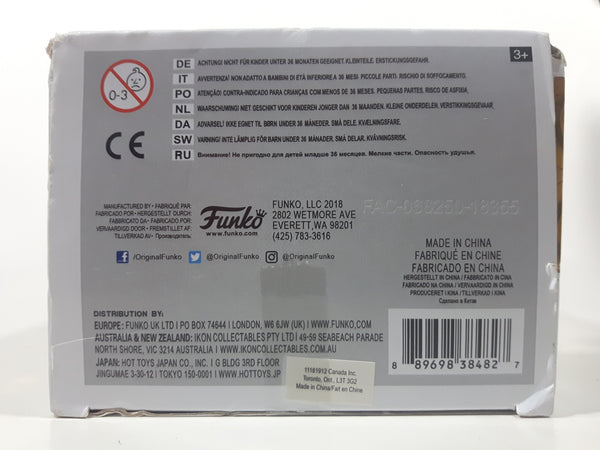 3+
0-3
DE ACHTUNG! NICHT FÜR KINDER UNTER 36 MONATEN GEEIGNET. KLEINTEILE. ERSTICKUNGSGEFAHR.
IT AVVERTENZA! NON ADATTO A BAMBINI DI ETÀ INFERIORE A 36 MESI. PICCOLE PARTI. RISCHIO DI SOFFOCAMENTO.
PO ATENÇÃO! CONTRA-INDICADO PARA CRIANÇAS COM MENOS DE 36 MESES. PEQUENAS PARTES. RISCO DE ASFIXIA.
NL WAARSCHUWING! NIET GESCHIKT VOOR KINDEREN JONGER DAN 36 MAANDEN. KLEINE ONDERDELEN, VERSTIKKINGSGEVAAR.
DA ADVARSEL! IKKE EGNET TIL BØRN UNDER 36 MÅNEDER. SMÅ DELE. KVÆLNINGSFARE.
SW VARNING! INTE LÄMPLIG FÖR BARN UNDER 36 MÅNADER. SMÅ DELAR. KVÄVNINGSRISK.
RU Внимание! Не пригодно для детей младше 36 месяцев. Мелкие части. Опасность удушья.
CE
MANUFACTURED BY • FABRIQUÉ PAR:
FABRICADO POR • HERGESTELLT DURCH:
FABBRICATO DA • FABRICADO POR:
VERVAARDIGD DOOR • FREMSTILLET AF:
TILLVERKAD AV • Производитель:
Funko
www.funko.com
FUNKO, LLC 2018
2802 WETMORE AVE
EVERETT, WA 98201
(425) 783-3616
FAC-068250-18355
/OriginalFunko @OriginalFunko @OriginalFunko
MADE IN CHINA
FABRIQUÉ EN CHINE
FABRICADO EN CHINA
HERGESTELLT IN CHINA / FABBRICATO IN CINA
FABRICADO NA CHINA / VERVAARDIGD IN CHINA
PRODUCERET I KINA / TILLVERKAD I KINA
Сделано в Китае
DISTRIBUTION BY:
EUROPE: FUNKO UK LTD I PO BOX 74644 I LONDON, W6 6JW (UK) I WWW.FUNKO.COM,
AUSTRALIA & NEW ZEALAND: IKON COLLECTABLES PTY LTD I 49-59 SEABEACH PARADE
NORTH SHORE, VIC 3214 AUSTRALIA I WWW.IKONCOLLECTABLES.COM.AU
JAPAN: HOT TOYS JAPAN CO., INC. I G BLDG 3RD FLOOR
JINGUMAE 3-30-12 I TOKYO 150-0001 I WWW.HOTTOYS.JP
11161912 Canada Inc.
Toronto, Ont., L3T 3G2
Made in China/Fait en Chine
8 89698 38482 7